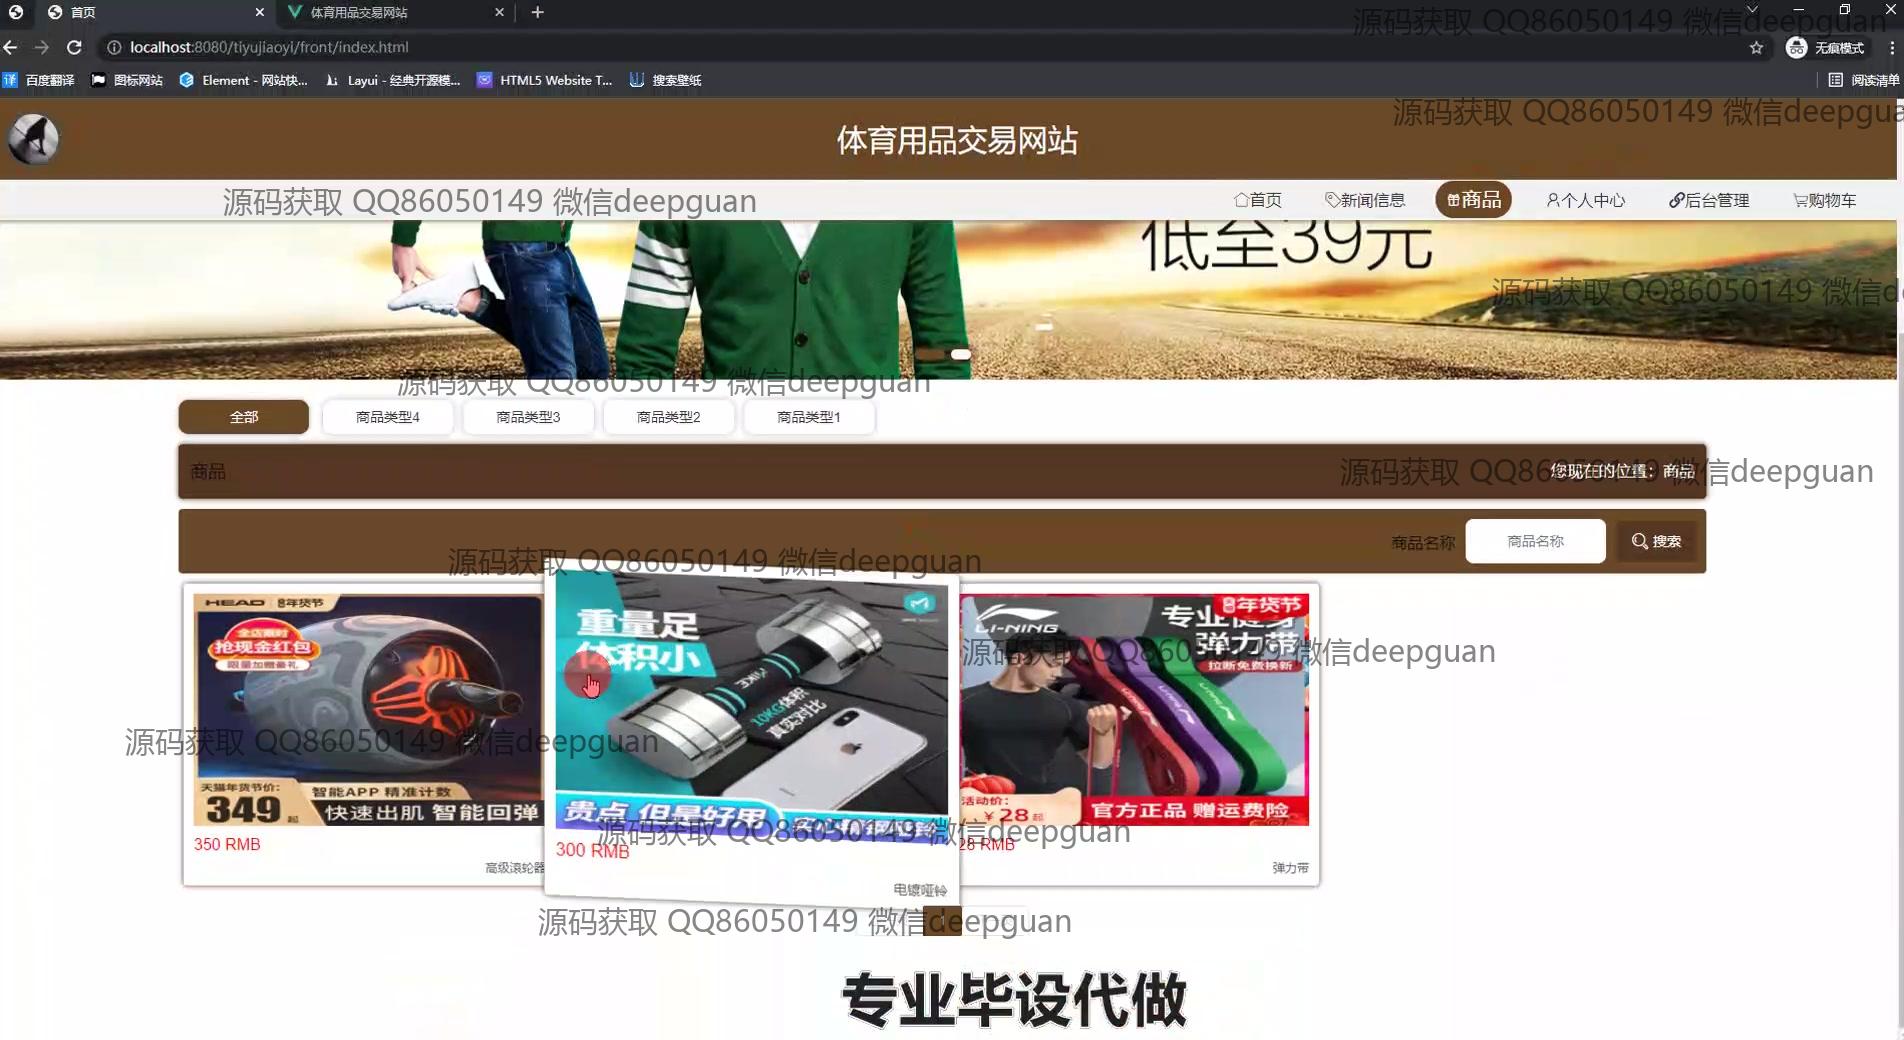 首页
体育用品交易网站
localhost:8080/tiyujiaoyi/front/index.html
无痕模式
百度翻译
图标网站
Element - 网站快...
Layui - 经典开源模...
HTML5 Website T...
搜索壁纸
阅读清单
源码获取 QQ86050149 微信deepguan
源码获取 QQ86050149 微信deepgua
体育用品交易网站
源码获取 QQ86050149 微信deepguan
首页
新闻信息
商品
个人中心
后台管理
购物车
低至39元
源码获取 QQ86050149 微信d
源码获取 QQ86050149 微信deepguan
全部
商品类型4
商品类型3
商品类型2
商品类型1
商品
您现在的位置：商品
源码获取 QQ86050149 微信deepguan
商品名称
商品名称
搜索
源码获取 QQ86050149 微信deepguan
HEAD 年货节
全店限时
抢现金红包
限量加赠豪礼
天猫年货节价：
349起
智能APP 精准计数
快速出肌 智能回弹
350 RMB
高级滚轮器
重量足
体积小
10KG体积
真实对比
贵点 但是好用
300 RMB
电镀哑铃
LI-NING
年货节
专业健身
弹力带
拉断免费换新
活动价：
¥28起
官方正品 赠运费险
28 RMB
弹力带
源码获取 QQ86050149 微信deepguan
源码获取 QQ86050149 微信deepguan
源码获取 QQ86050149 微信deepguan
1
源码获取 QQ86050149 微信deepguan
专业毕设代做